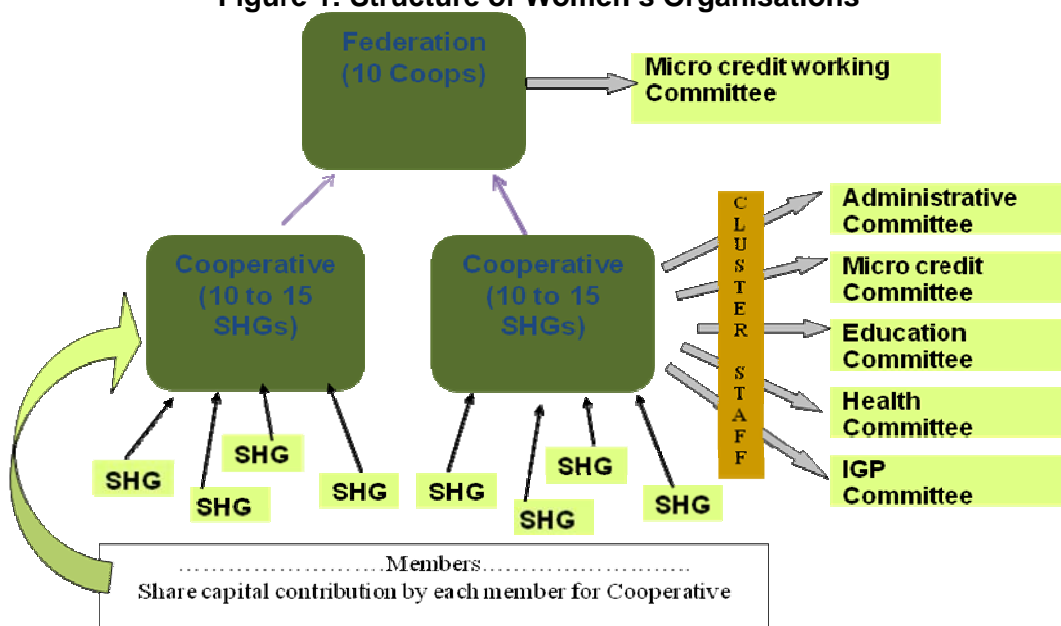 Figure 1: Structure of Women's Organisations
Federation
(10 Coops)
Micro credit working
Committee
Cooperative
(10 to 15
SHGs)
Cooperative
(10 to 15
SHGs)
CLUSTER STAFF
Administrative
Committee
Micro credit
Committee
Education
Committee
Health
Committee
IGP
Committee
SHG
SHG
SHG
SHG
SHG
SHG
SHG
SHG
……………………Members…………………..
Share capital contribution by each member for Cooperative